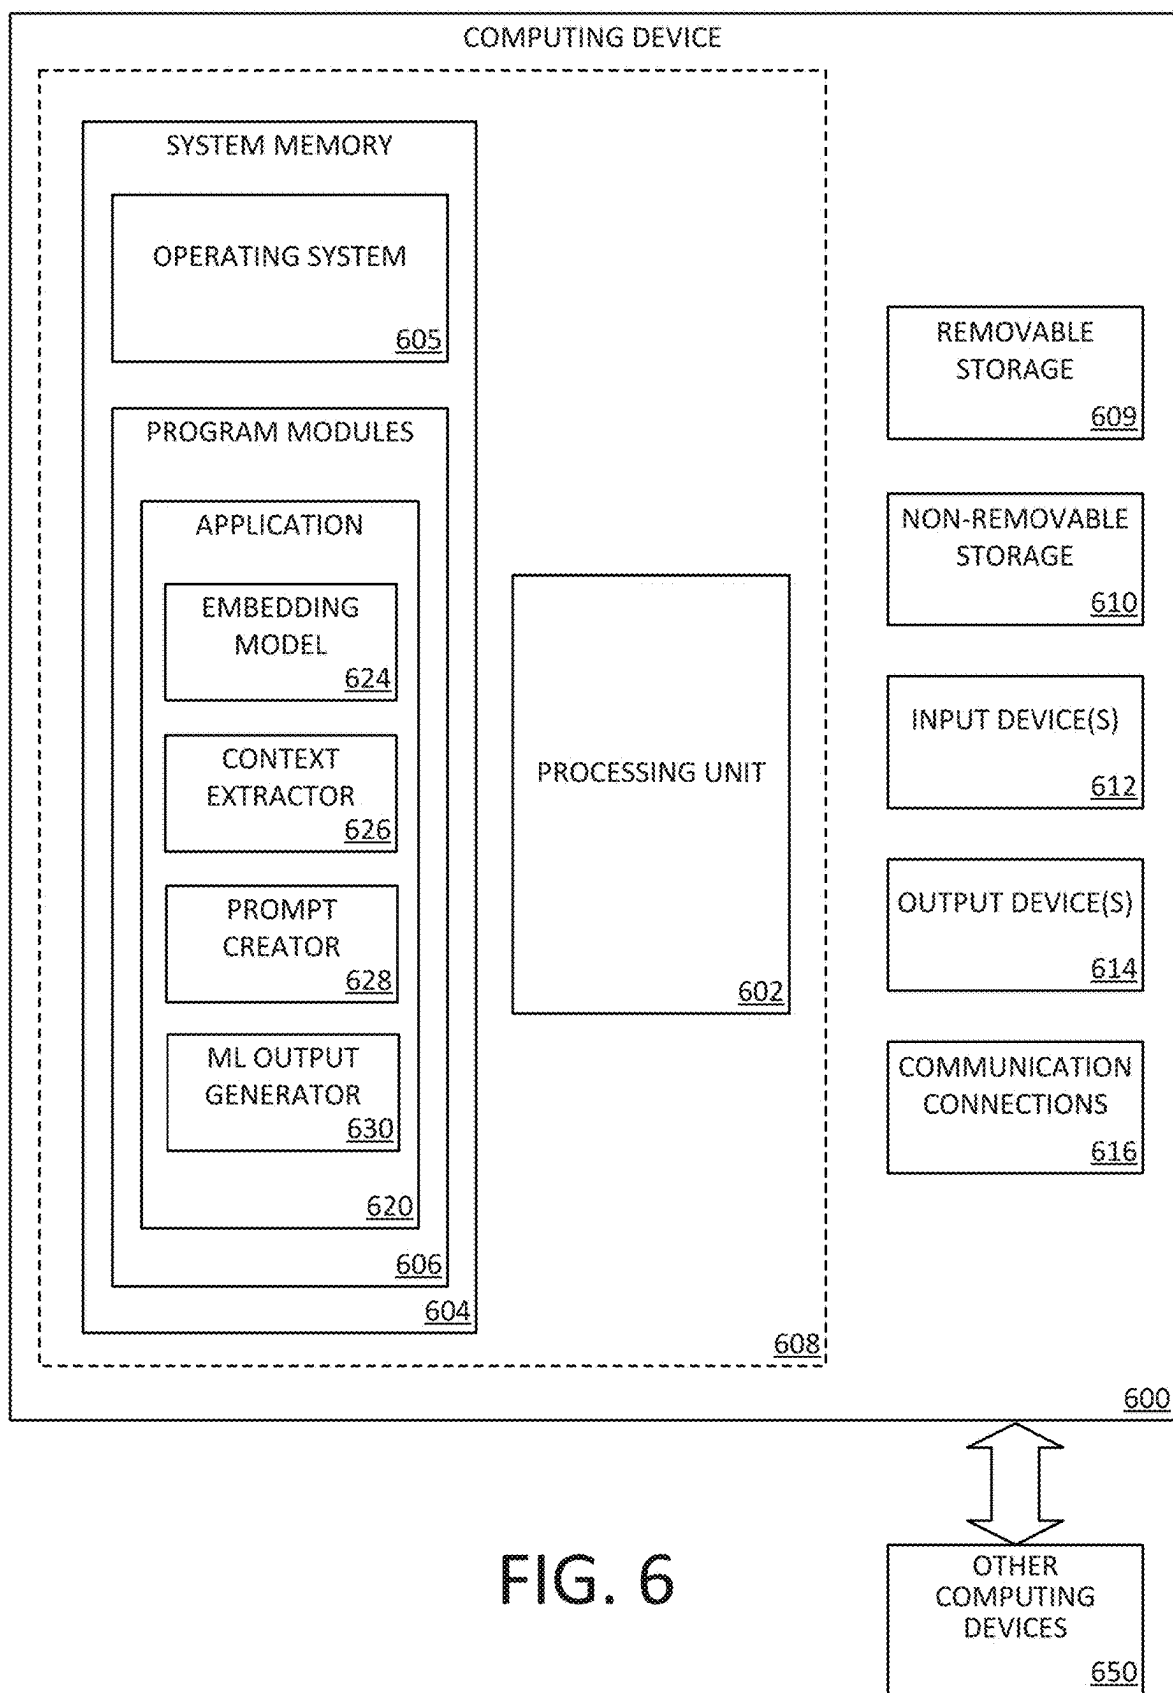 COMPUTING DEVICE
SYSTEM MEMORY
OPERATING SYSTEM
605
PROGRAM MODULES
APPLICATION
EMBEDDING
MODEL
624
CONTEXT
EXTRACTOR
626
PROMPT
CREATOR
628
ML OUTPUT
GENERATOR
630
620
606
604
PROCESSING UNIT
602
608
REMOVABLE
STORAGE
609
NON-REMOVABLE
STORAGE
610
INPUT DEVICE(S)
612
OUTPUT DEVICE(S)
614
COMMUNICATION
CONNECTIONS
616
600
OTHER
COMPUTING
DEVICES
650
FIG. 6